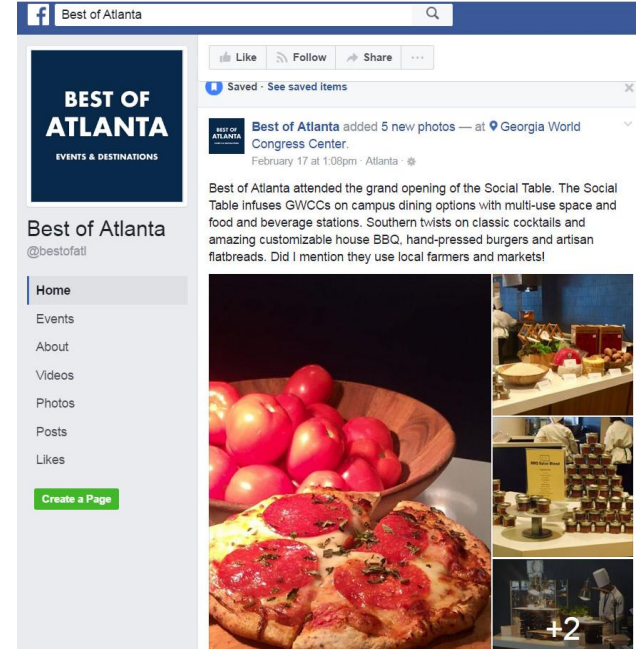 f Best of Atlanta
BEST OF
ATLANTA
EVENTS & DESTINATIONS
Best of Atlanta
@bestofatl
Home
Events
About
Videos
Photos
Posts
Likes
Create a Page
Like Follow Share ...
Saved · See saved items
BEST OF
ATLANTA
Best of Atlanta added 5 new photos — at Georgia World
Congress Center.
February 17 at 1:08pm · Atlanta ·
Best of Atlanta attended the grand opening of the Social Table. The Social
Table infuses GWCCs on campus dining options with multi-use space and
food and beverage stations. Southern twists on classic cocktails and
amazing customizable house BBQ, hand-pressed burgers and artisan
flatbreads. Did I mention they use local farmers and markets!
BBQ Spice Blend
+2